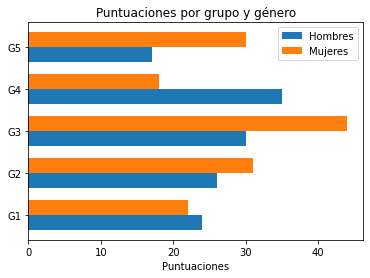 Puntuaciones por grupo y género
Hombres
Mujeres
G5
G4
G3
G2
G1
0 10 20 30 40
Puntuaciones